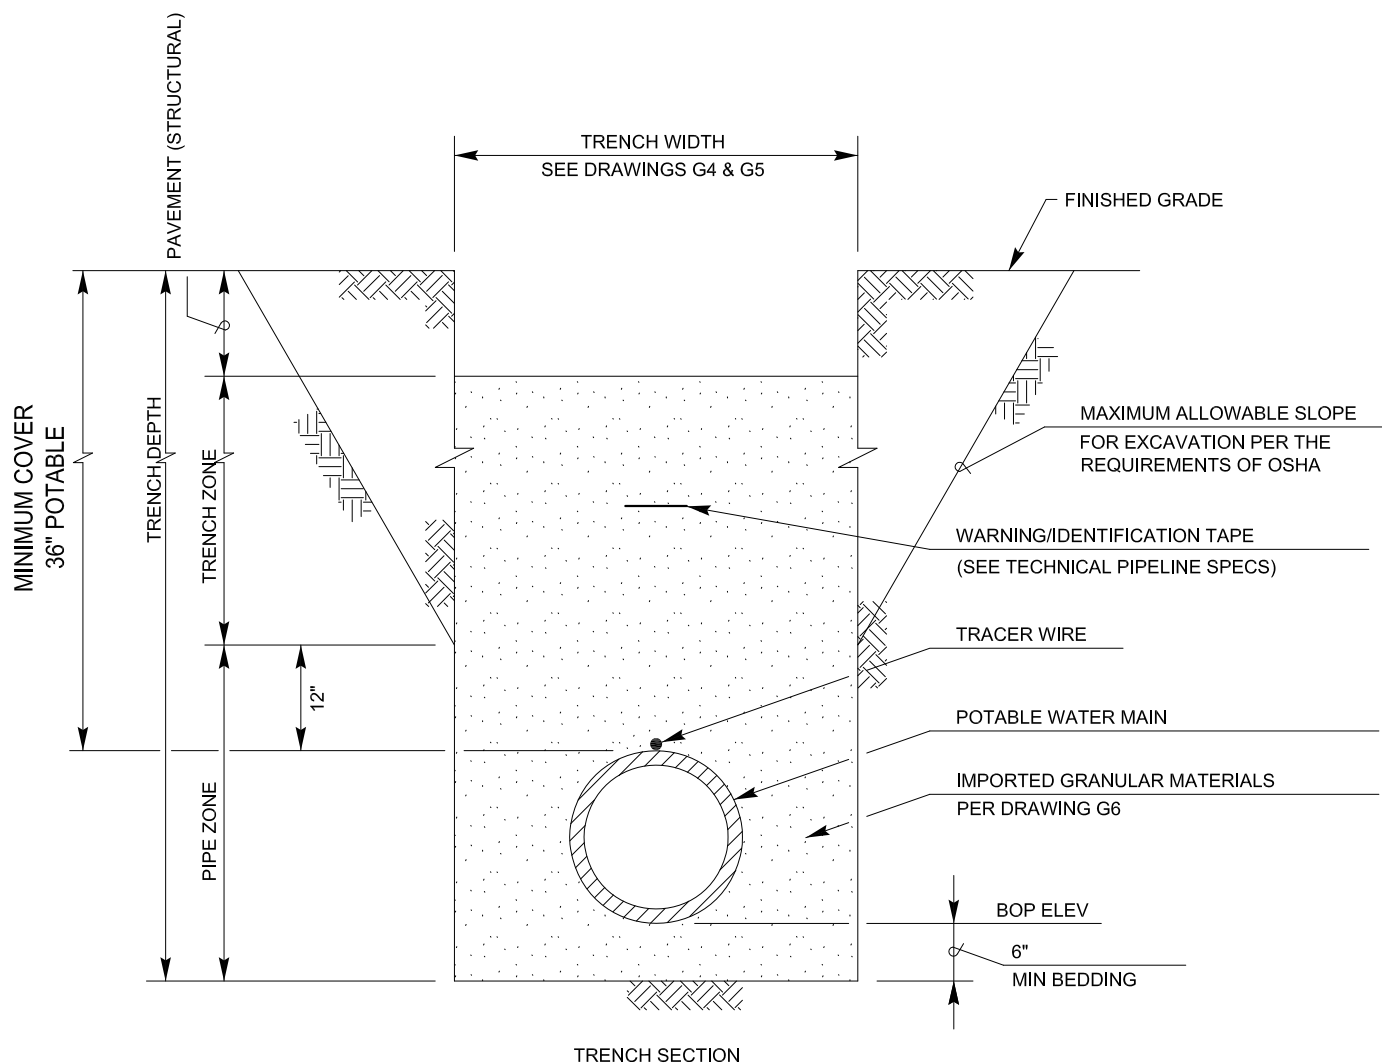 PAVEMENT (STRUCTURAL)
TRENCH WIDTH
SEE DRAWINGS G4 & G5
FINISHED GRADE
MINIMUM COVER
36" POTABLE
TRENCH DEPTH
TRENCH ZONE
MAXIMUM ALLOWABLE SLOPE
FOR EXCAVATION PER THE
REQUIREMENTS OF OSHA
WARNING/IDENTIFICATION TAPE
(SEE TECHNICAL PIPELINE SPECS)
TRACER WIRE
12"
POTABLE WATER MAIN
IMPORTED GRANULAR MATERIALS
PER DRAWING G6
PIPE ZONE
BOP ELEV
6"
MIN BEDDING
TRENCH SECTION